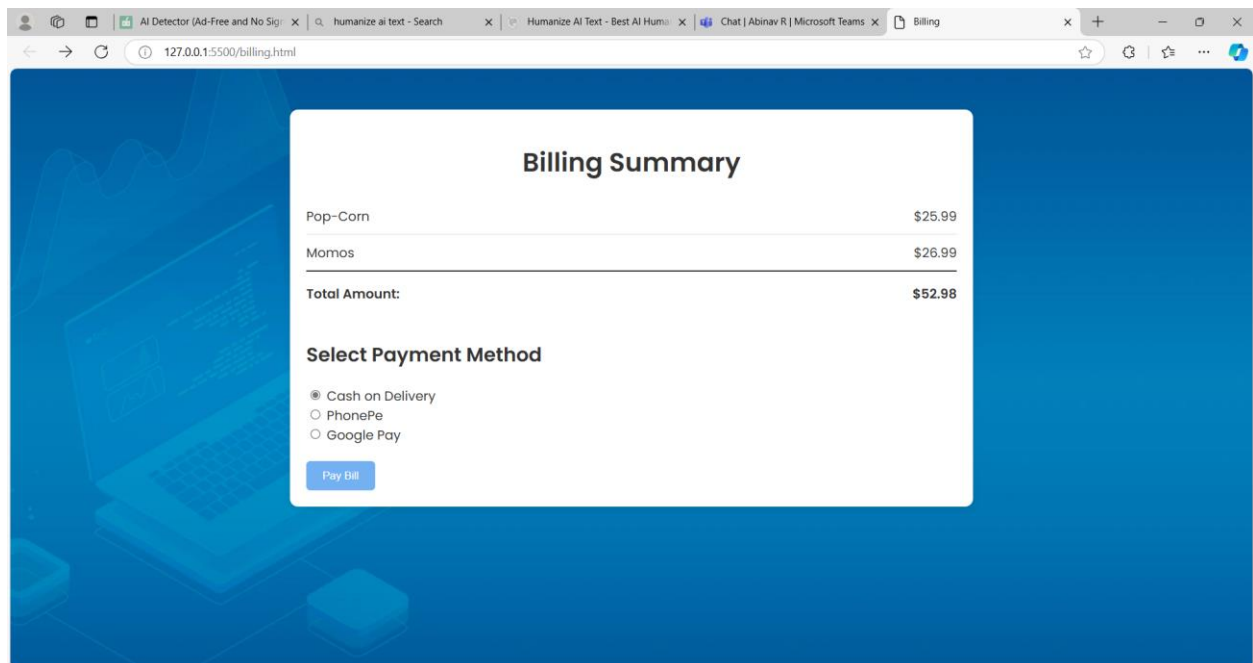 AI Detector (Ad-Free and No Sig
humanize ai text - Search
Humanize AI Text - Best AI Huma
Chat | Abinav R | Microsoft Teams
Billing
127.0.0.1:5500/billing.html
Billing Summary
Pop-Corn $25.99
Momos $26.99
Total Amount: $52.98
Select Payment Method
Cash on Delivery
PhonePe
Google Pay
Pay Bill